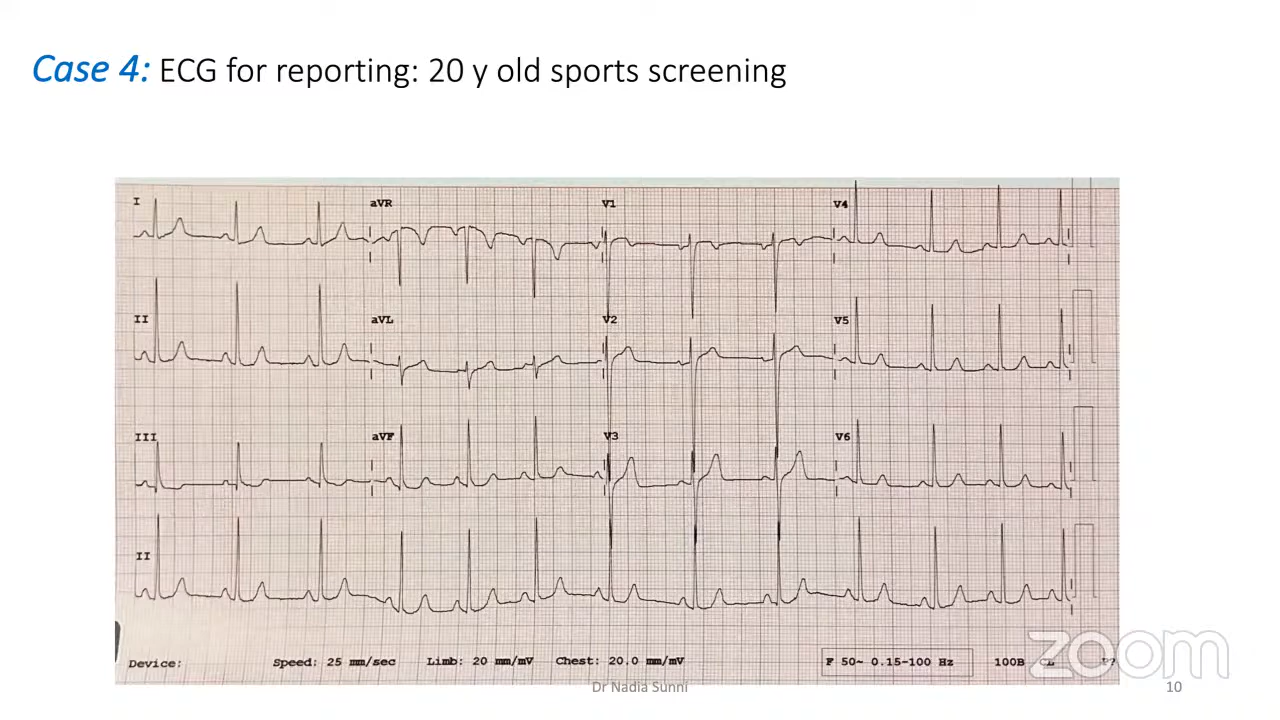 Case 4: ECG for reporting: 20 y old sports screening
I aVR V1 V4
II aVL V2 V5
III aVF V3 V6
II
Device: Speed: 25 mm/sec Limb: 20 mm/mV Chest: 20.0 mm/mV F 50~ 0.15-100 Hz 100B
zoom
Dr Nadia Sunni 10